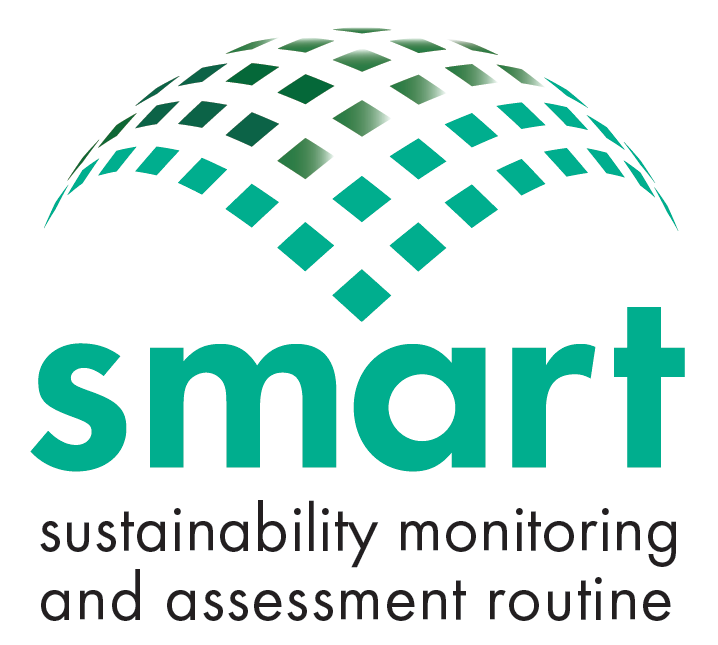 smart
sustainability monitoring
and assessment routine